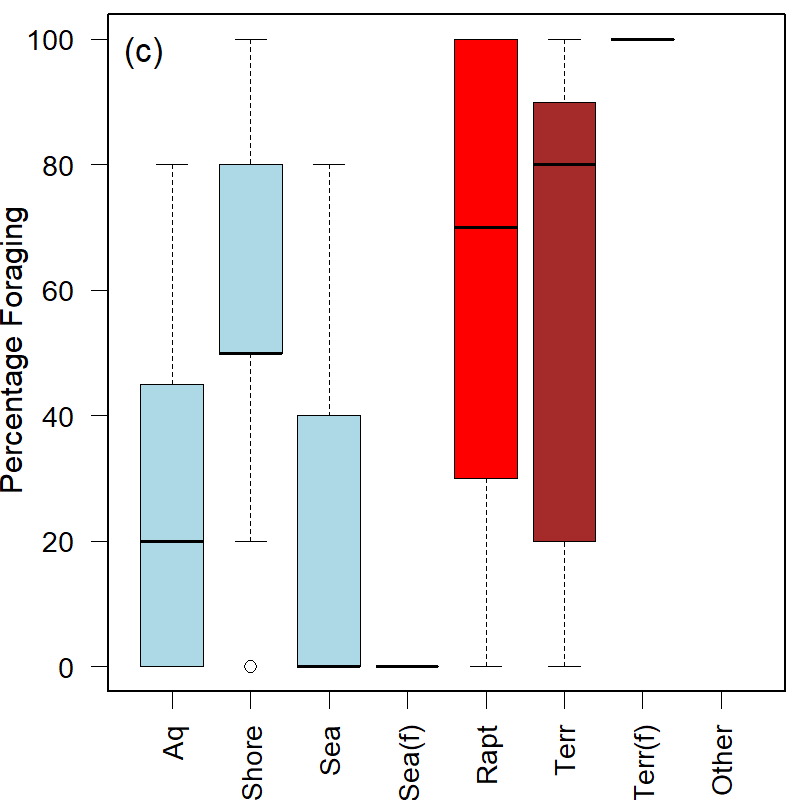 (c)
Percentage Foraging
100
80
60
40
20
0
Aq
Shore
Sea
Sea(f)
Rapt
Terr
Terr(f)
Other